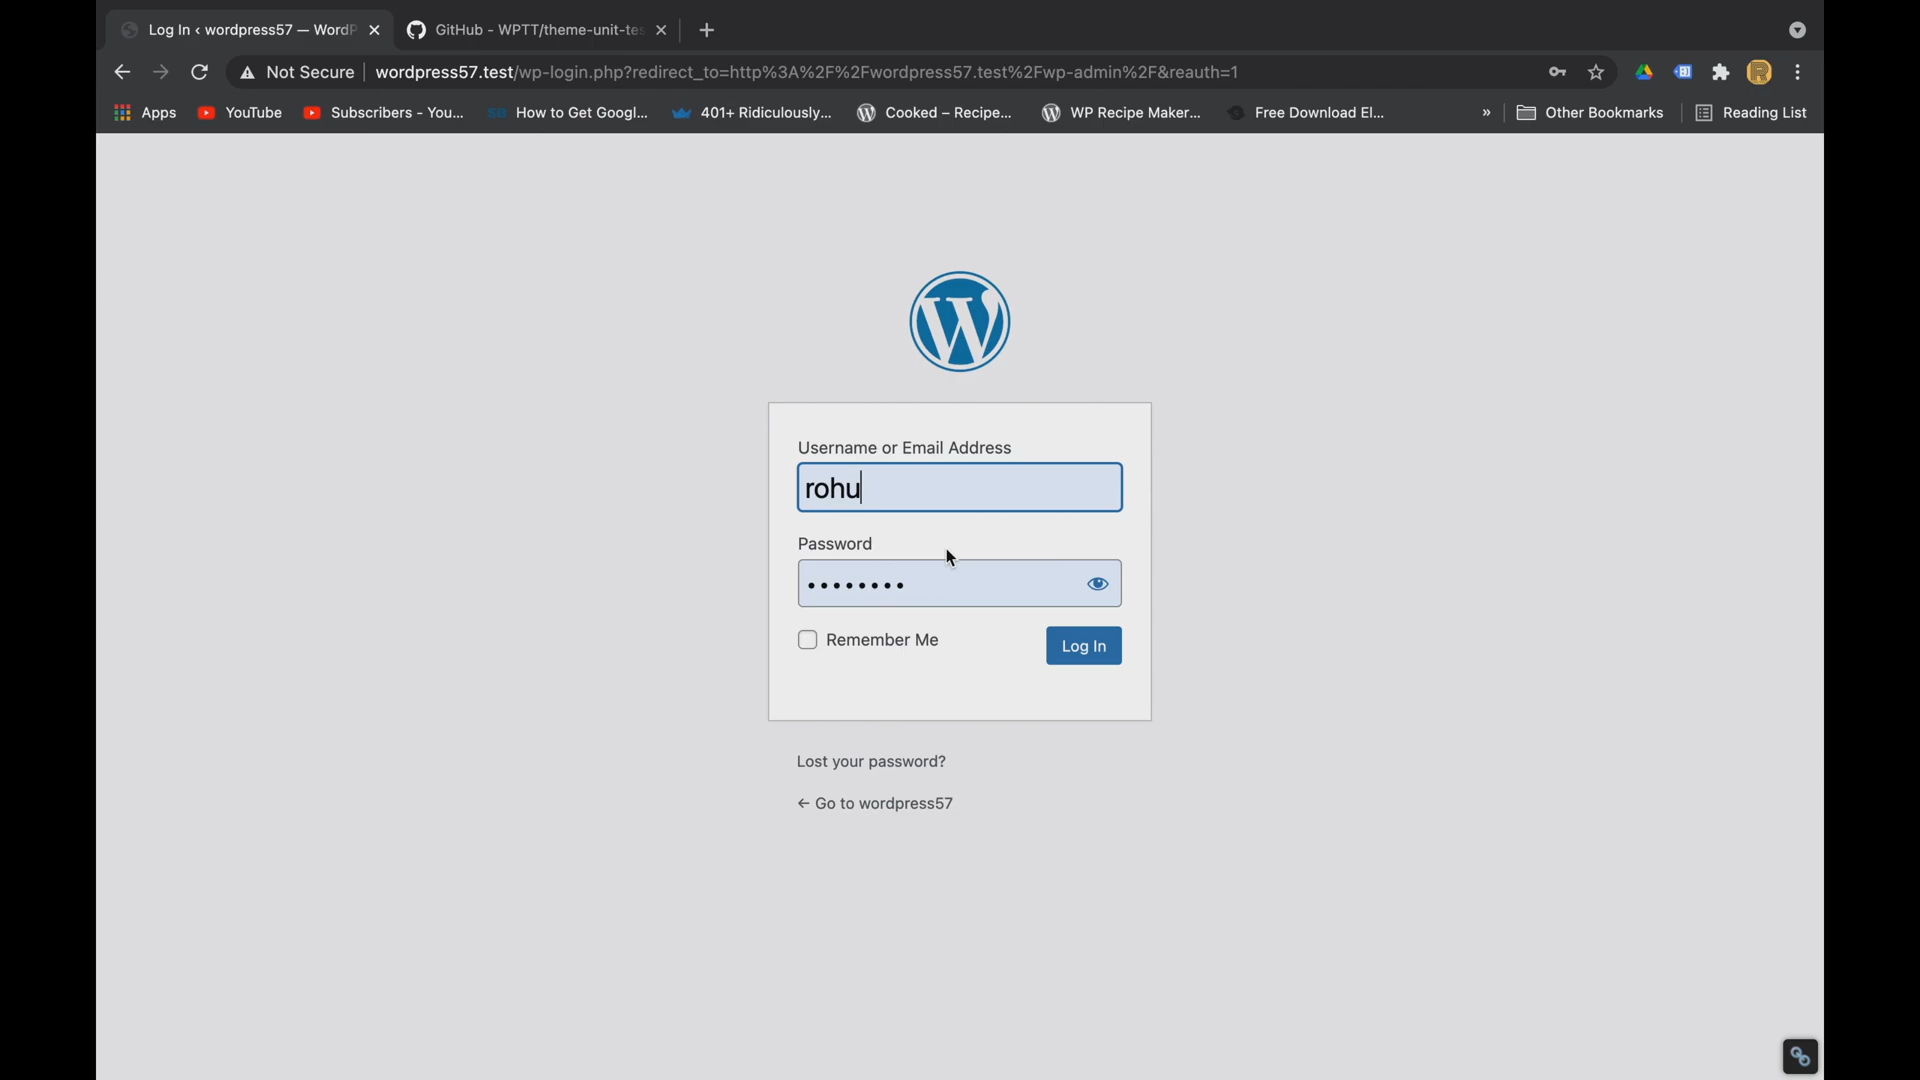 Log In ‹ wordpress57 — WordP
GitHub - WPTT/theme-unit-tes
Not Secure
wordpress57.test/wp-login.php?redirect_to=http%3A%2F%2Fwordpress57.test%2Fwp-admin%2F&reauth=1
Apps
YouTube
Subscribers - You...
How to Get Googl...
401+ Ridiculously...
Cooked – Recipe...
WP Recipe Maker...
Free Download El...
»
Other Bookmarks
Reading List
Username or Email Address
rohu
Password
••••••••
Remember Me
Log In
Lost your password?
← Go to wordpress57